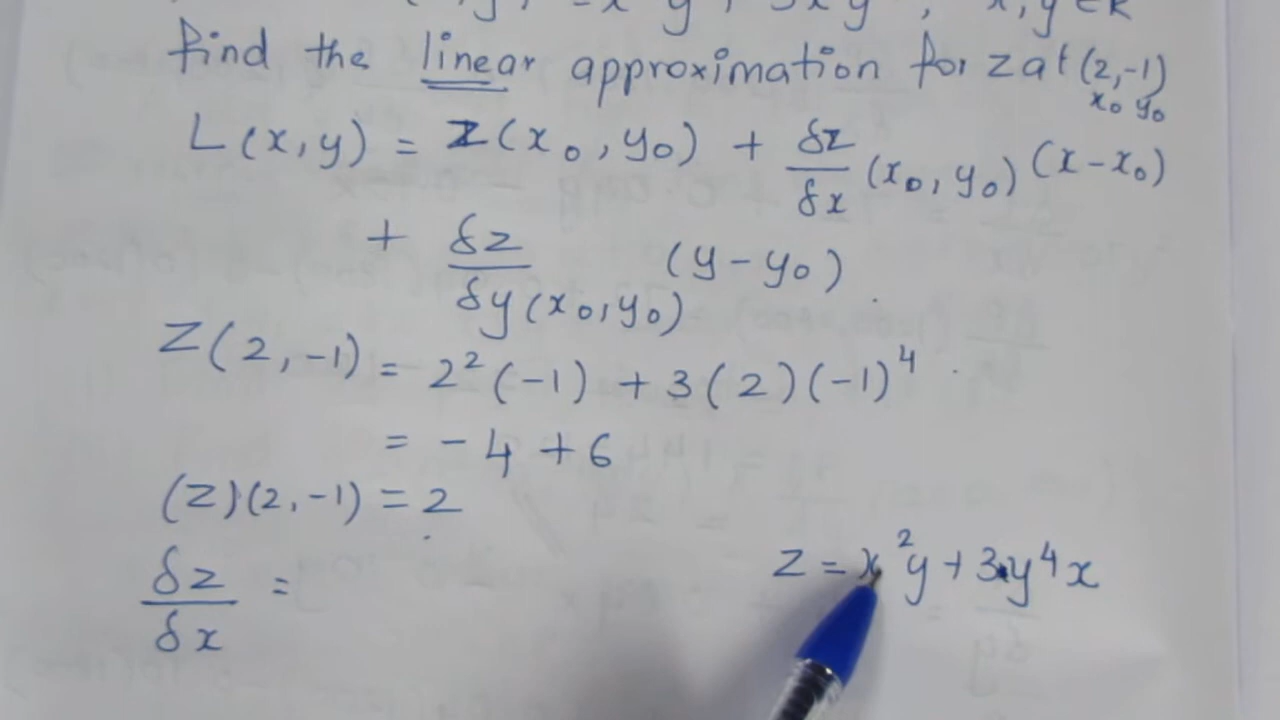 find the linear approximation for z at (2,-1)
x₀ y₀
L(x,y) = Z(x₀,y₀) + δz/δx (x₀,y₀) (x-x₀)
+ δz/δy (x₀,y₀) (y-y₀)
Z(2,-1) = 2²(-1) + 3(2)(-1)⁴
= -4+6
(Z)(2,-1) = 2
z = x²y+3y⁴x
δz/δx =